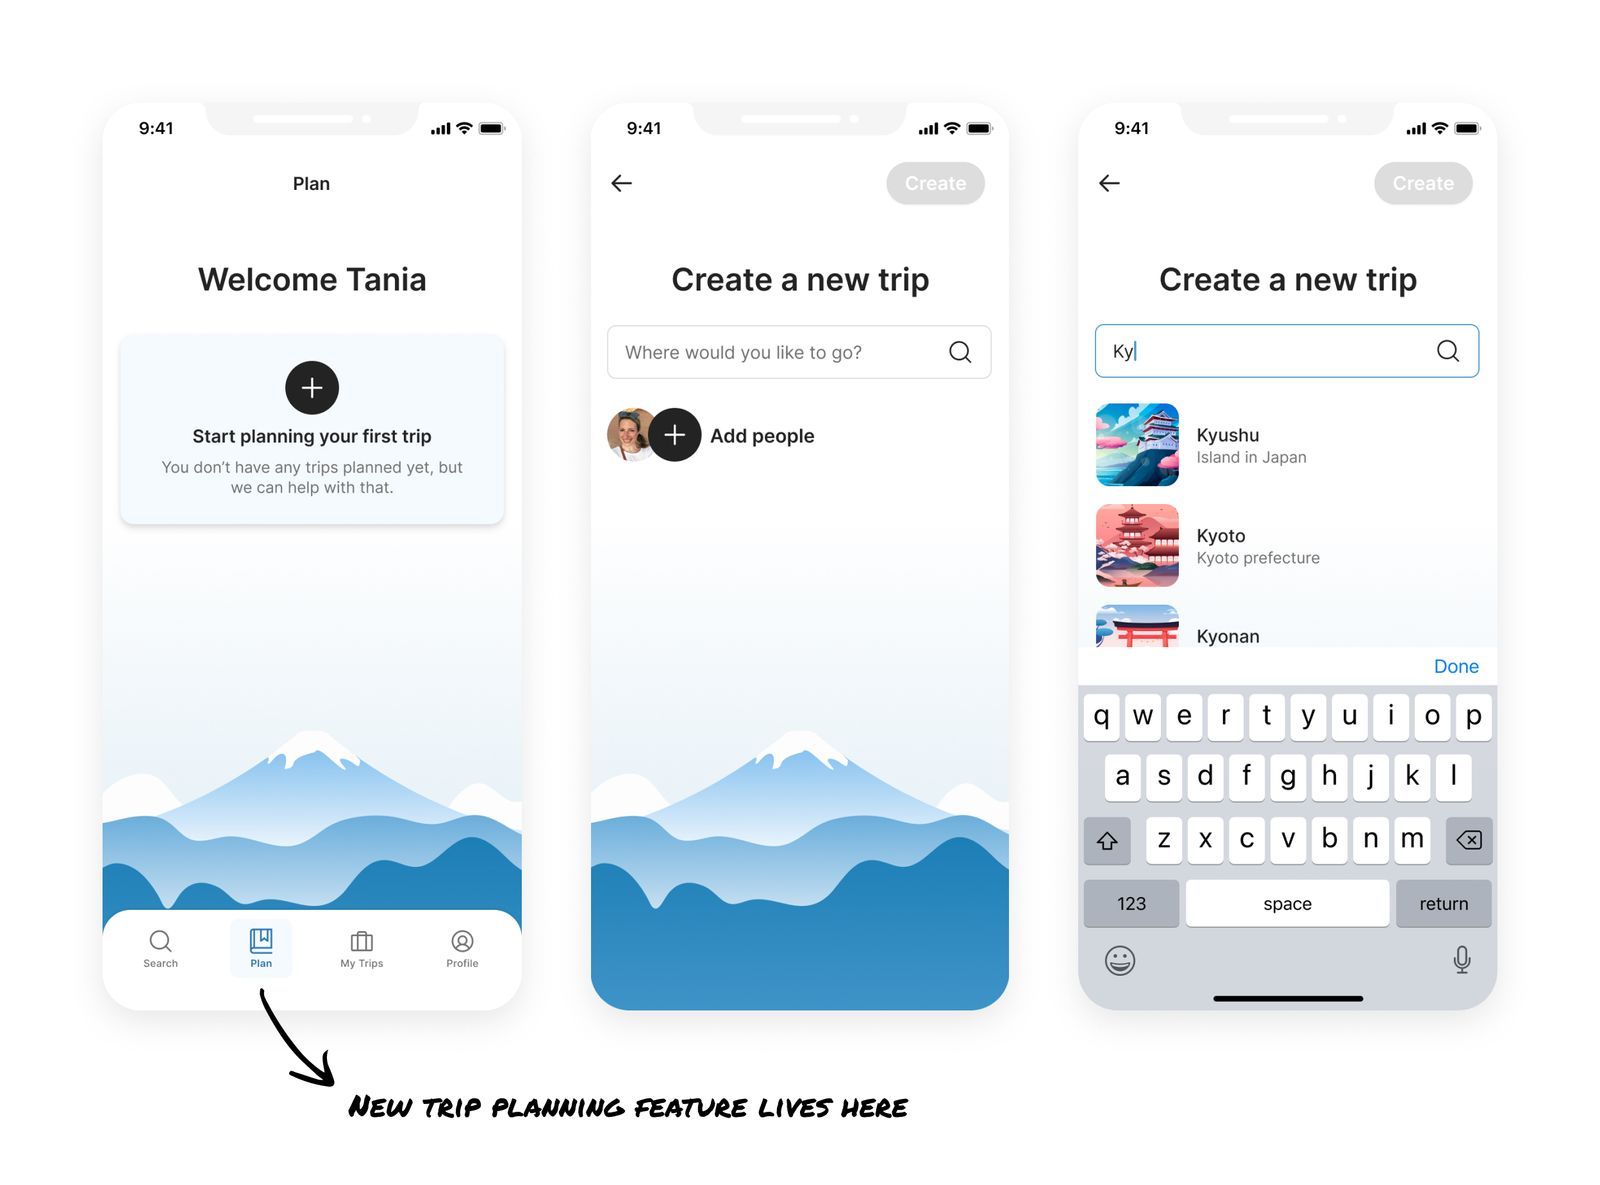 9:41
Plan
Welcome Tania
Start planning your first trip
You don’t have any trips planned yet, but
we can help with that.
Search
Plan
My Trips
Profile
9:41
Create
Create a new trip
Where would you like to go?
Add people
9:41
Create
Create a new trip
Ky
Kyushu
Island in Japan
Kyoto
Kyoto prefecture
Kyonan
Done
q w e r t y u i o p
a s d f g h j k l
z x c v b n m
123 space return
NEW TRIP PLANNING FEATURE LIVES HERE